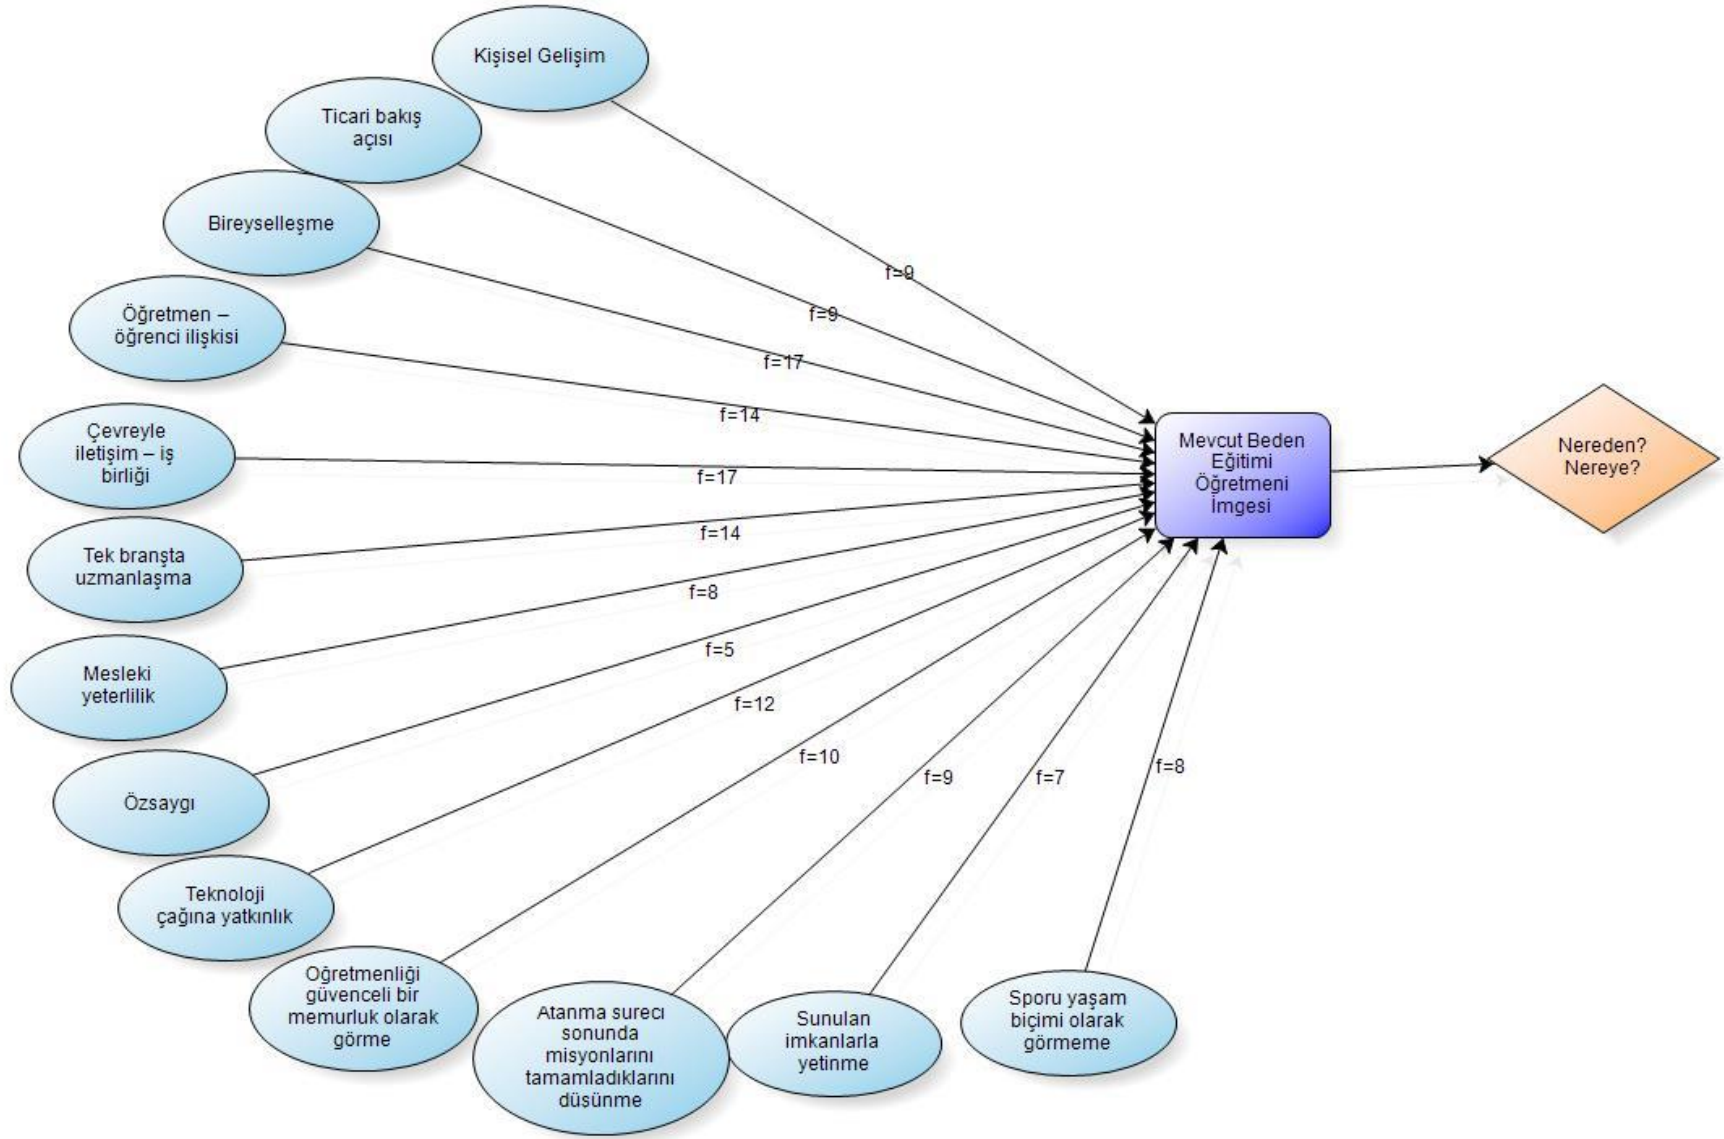 Kişisel Gelişim
Ticari bakış
açısı
Bireyselleşme
Öğretmen –
öğrenci ilişkisi
Çevreyle
iletişim – iş
birliği
Tek branşta
uzmanlaşma
Mesleki
yeterlilik
Özsaygı
Teknoloji
çağına yatkınlık
Oğretmenliği
güvenceli bir
memurluk olarak
görme
Atanma surecı
sonunda
misyonlarını
tamamladıklarını
düsünme
Sunulan
imkanlarla
yetinme
Sporu yaşam
biçimi olarak
görmeme
f=9
f=9
f=17
f=14
f=17
f=14
f=8
f=5
f=12
f=10
f=9
f=7
f=8
Mevcut Beden
Eğitimi
Öğretmeni
İmgesi
Nereden?
Nereye?